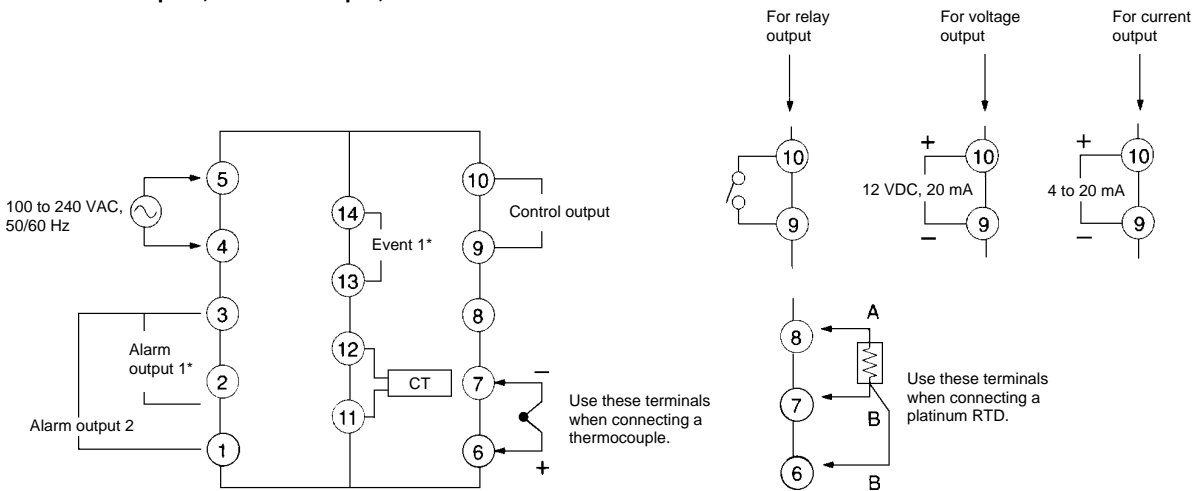 For relay
output
For voltage
output
For current
output
100 to 240 VAC,
50/60 Hz
5
4
3
2
1
Alarm
output 1*
Alarm output 2
14
13
12
11
Event 1*
CT
10
9
8
7
6
Control output
−
+
Use these terminals
when connecting a
thermocouple.
10
9
+
10
12 VDC, 20 mA
9
−
+
10
4 to 20 mA
9
−
8
7
6
A
B
B
Use these terminals
when connecting a
platinum RTD.